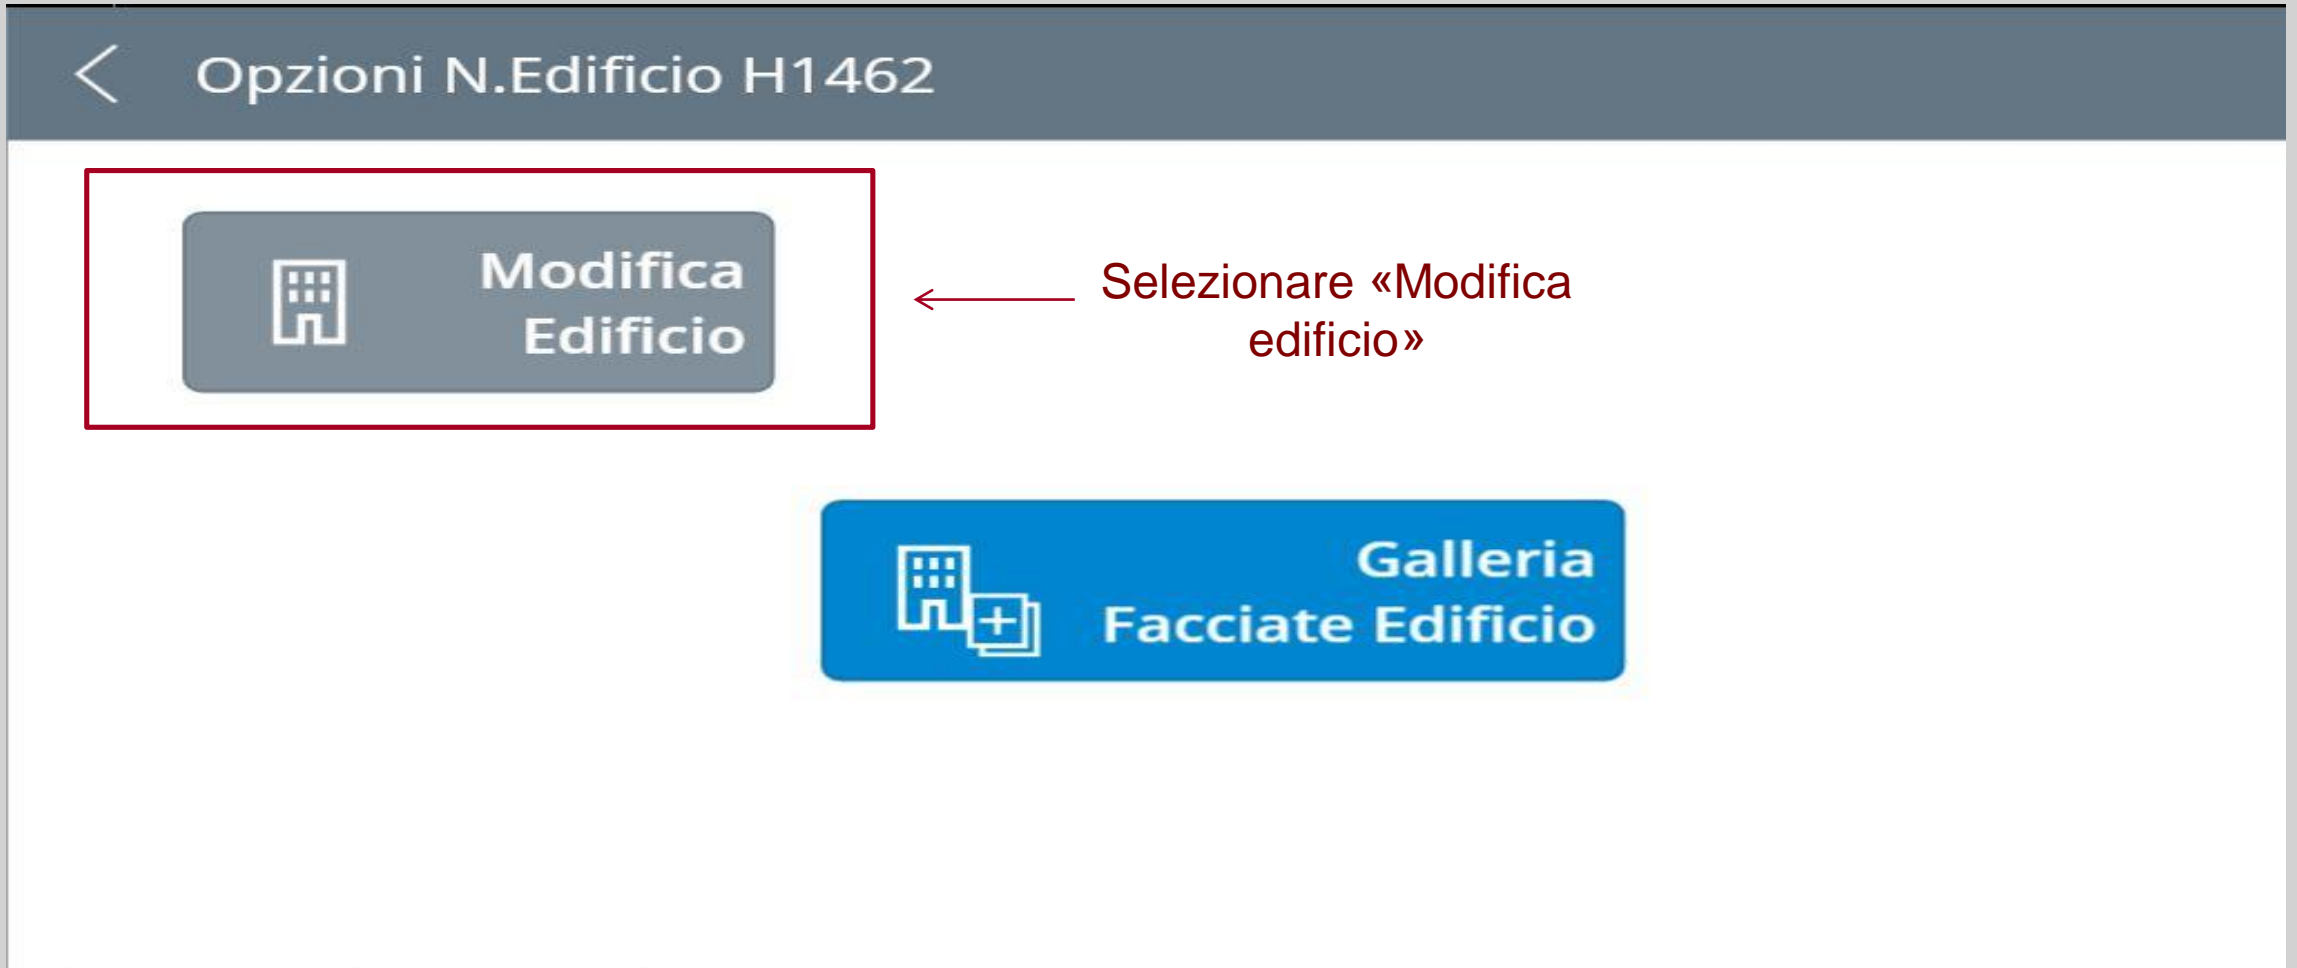 Opzioni N.Edificio H1462
Modifica
Edificio
Selezionare «Modifica
edificio»
Galleria
Facciate Edificio